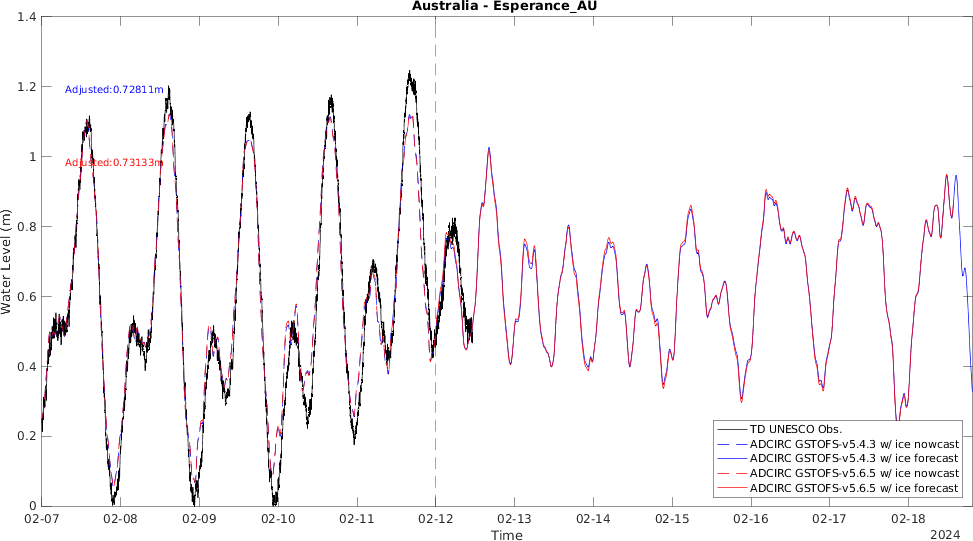 Australia - Esperance_AU
1.4
1.2
1
0.8
0.6
0.4
0.2
0
Water Level (m)
Adjusted:0.72811m
Adjusted:0.73133m
TD UNESCO Obs.
ADCIRC GSTOFS-v5.4.3 w/ ice nowcast
ADCIRC GSTOFS-v5.4.3 w/ ice forecast
ADCIRC GSTOFS-v5.6.5 w/ ice nowcast
ADCIRC GSTOFS-v5.6.5 w/ ice forecast
02-07 02-08 02-09 02-10 02-11 02-12 02-13 02-14 02-15 02-16 02-17 02-18
Time
2024